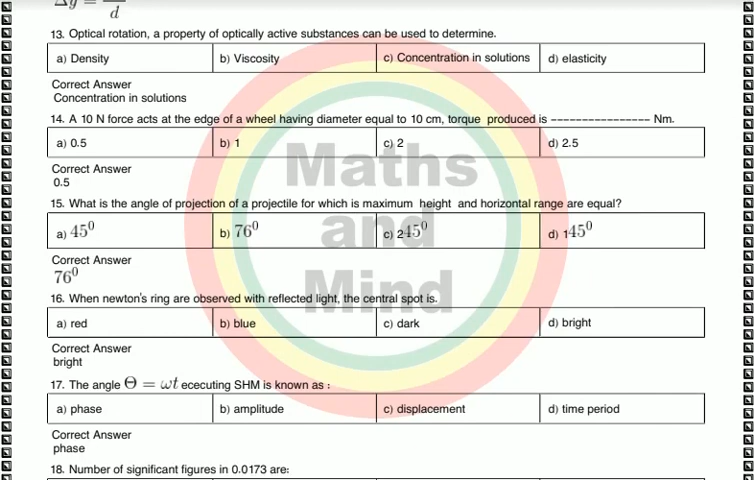 Δy = —
d
13. Optical rotation, a property of optically active substances can be used to determine.
a) Density b) Viscosity c) Concentration in solutions d) elasticity
Correct Answer
Concentration in solutions
14. A 10 N force acts at the edge of a wheel having diameter equal to 10 cm, torque produced is ---------------- Nm.
a) 0.5 b) 1 c) 2 d) 2.5
Correct Answer
0.5
15. What is the angle of projection of a projectile for which is maximum height and horizontal range are equal?
a) 45⁰ b) 76⁰ c) 245⁰ d) 145⁰
Correct Answer
76⁰
16. When newton's ring are observed with reflected light, the central spot is.
a) red b) blue c) dark d) bright
Correct Answer
bright
17. The angle Θ = ωt ececuting SHM is known as :
a) phase b) amplitude c) displacement d) time period
Correct Answer
phase
18. Number of significant figures in 0.0173 are:
Maths
and
Mind